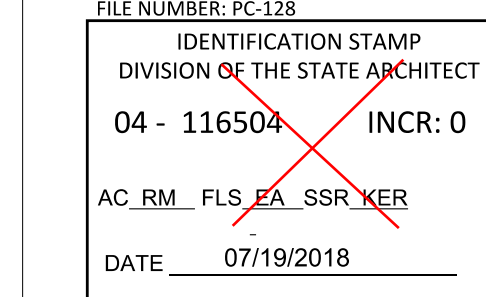 FILE NUMBER: PC-128
IDENTIFICATION STAMP
DIVISION OF THE STATE ARCHITECT
04 - 116504 INCR: 0
AC RM FLS EA SSR KER
DATE 07/19/2018